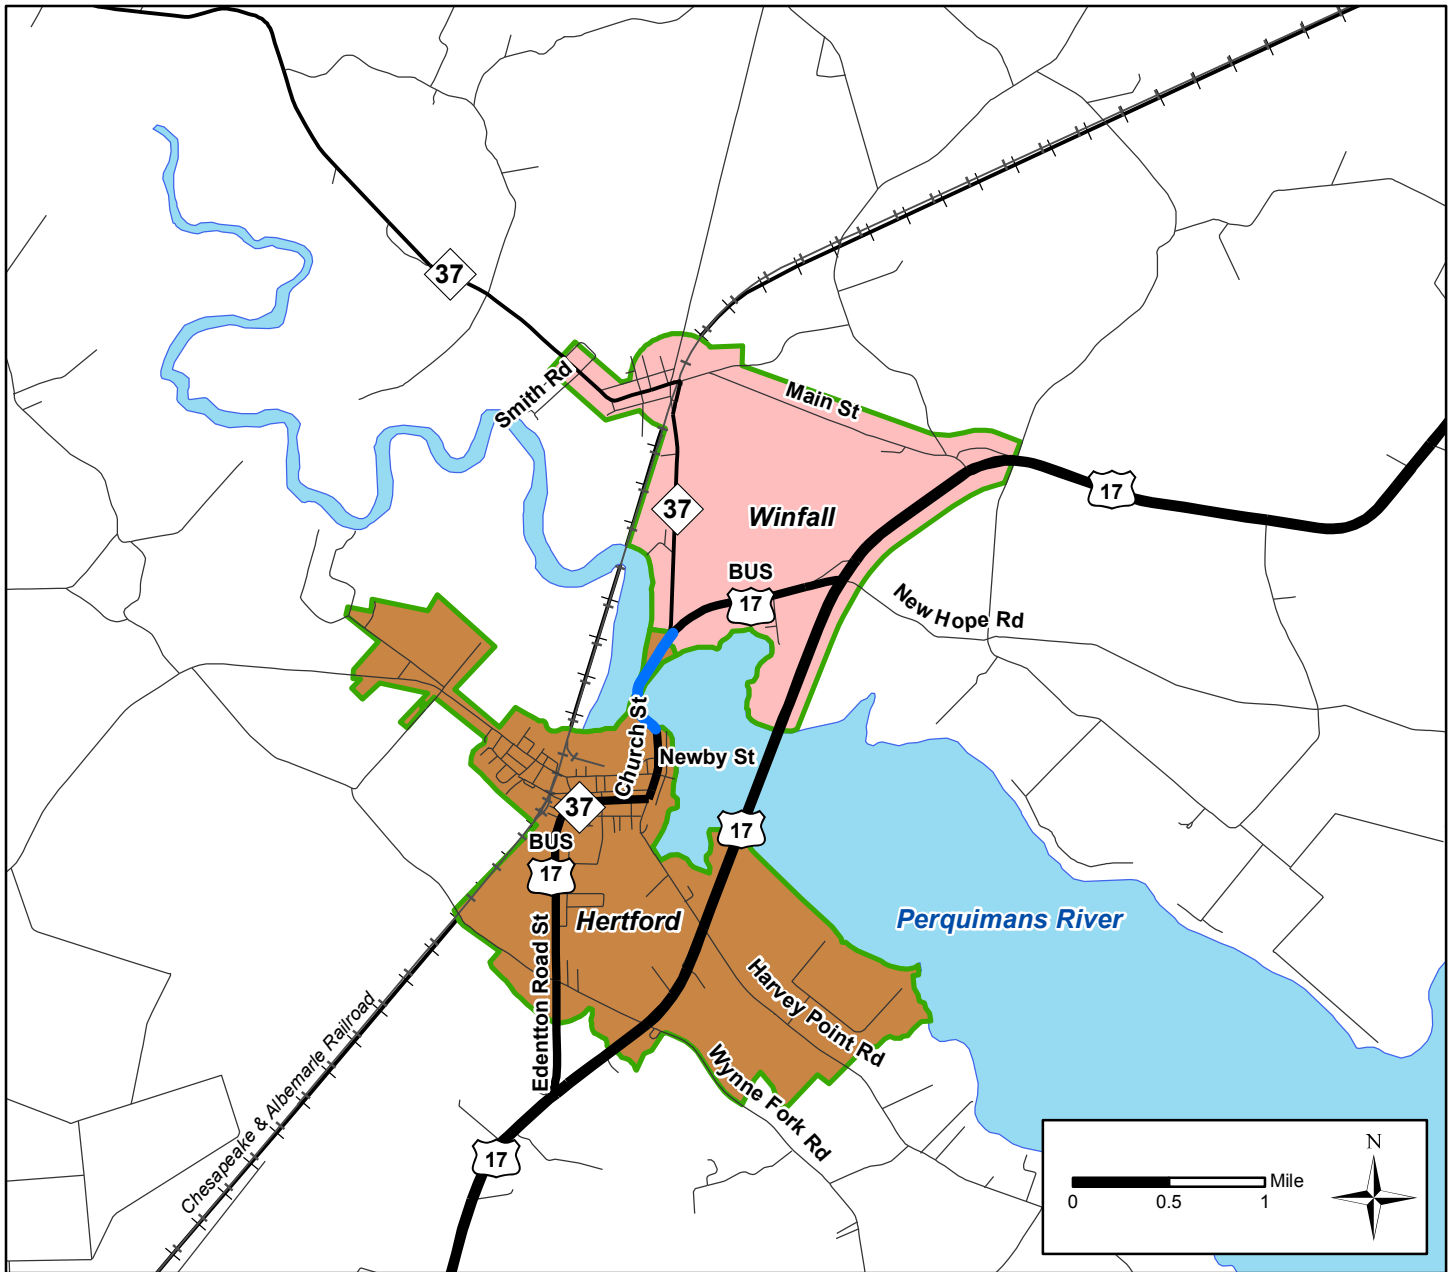 37
Smith Rd
Main St
17
37
Winfall
BUS
17
New Hope Rd
Church St
Newby St
37
BUS
17
17
Hertford
Perquimans River
Edentton Road St
Harvey Point Rd
Chesapeake & Albemarle Railroad
Wynne Fork Rd
17
N
Mile
0 0.5 1